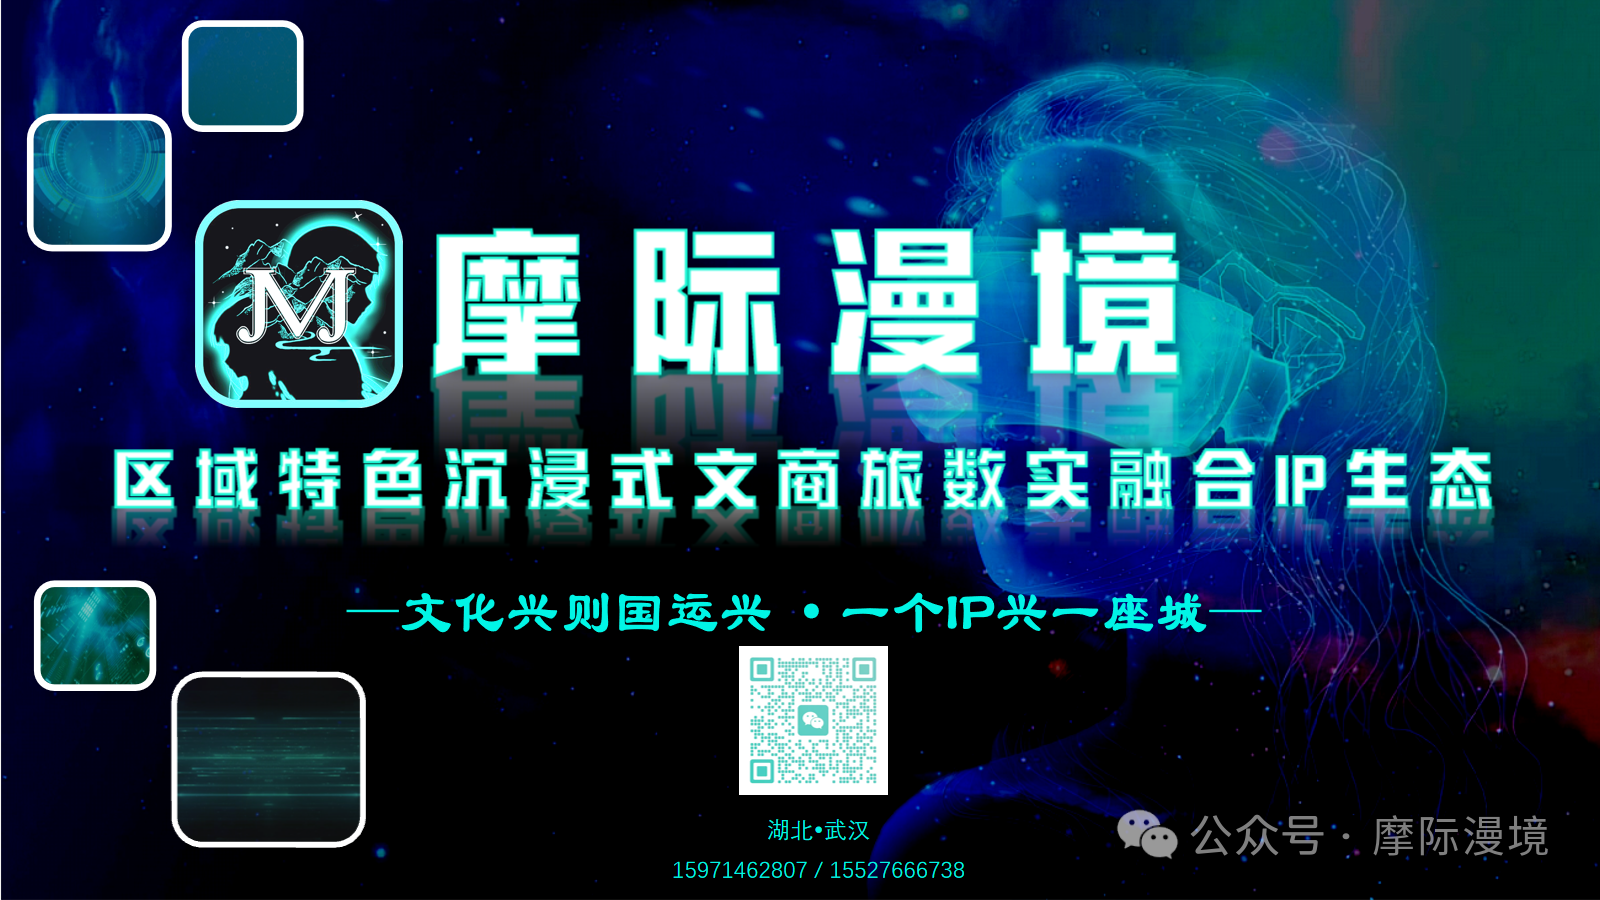 MJ
摩际漫境
区域特色沉浸式文商旅数实融合IP生态
—文化兴则国运兴 •一个IP兴一座城—
湖北•武汉
15971462807 / 15527666738
公众号 · 摩际漫境